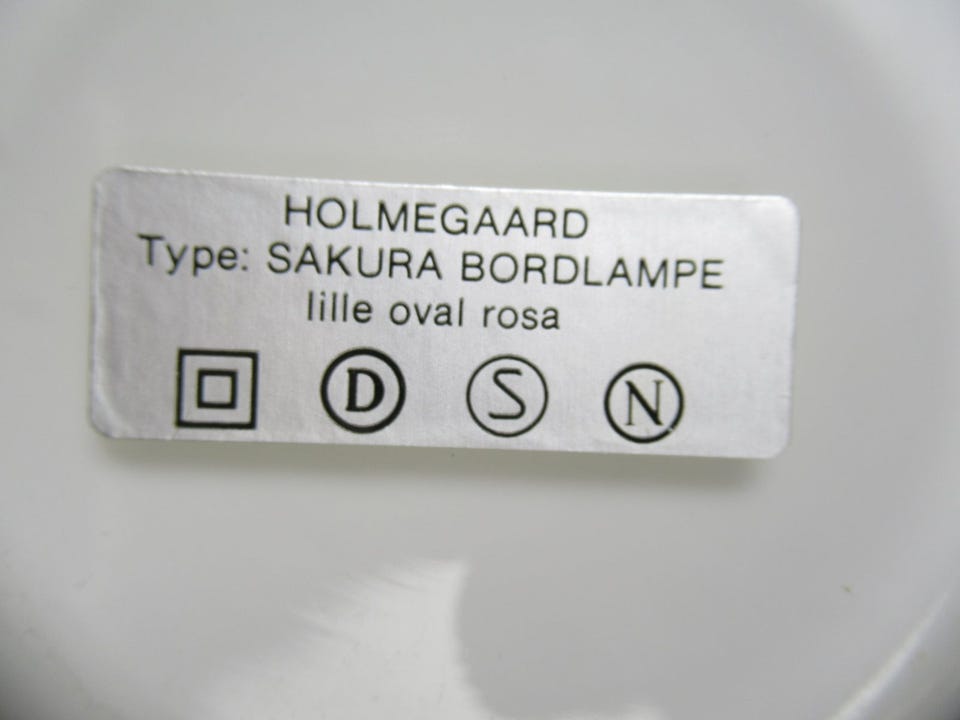 HOLMEGAARD
Type: SAKURA BORDLAMPE
lille oval rosa
D S N